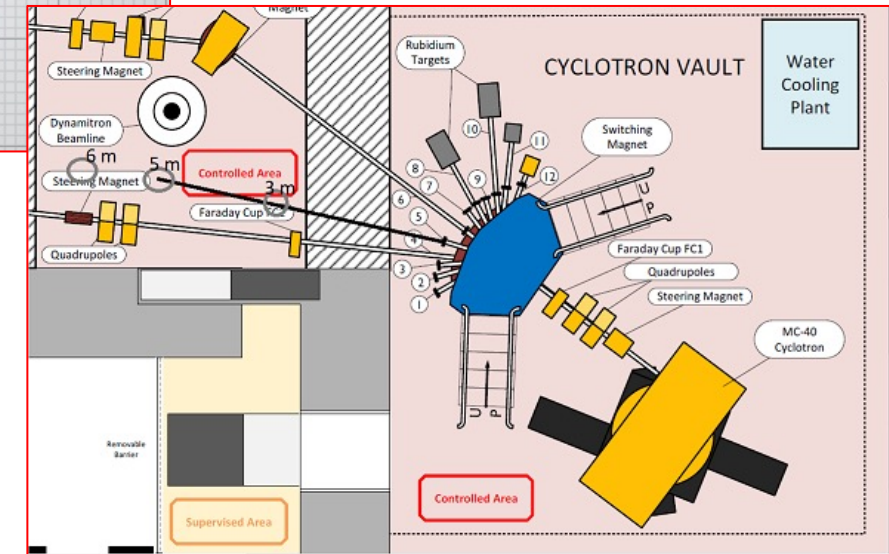 Magnet
Steering Magnet
Dynamitron
Beamline
6 m
5 m
Steering Magnet
Controlled Area
3 m
Faraday Cup
Quadrupoles
Rubidium
Targets
CYCLOTRON VAULT
Water
Cooling
Plant
Switching
Magnet
10
11
12
8
9
7
6
5
4
3
2
1
UP
Faraday Cup FC1
Quadrupoles
Steering Magnet
MC-40
Cyclotron
UP
Removable
Barrier
Controlled Area
Supervised Area